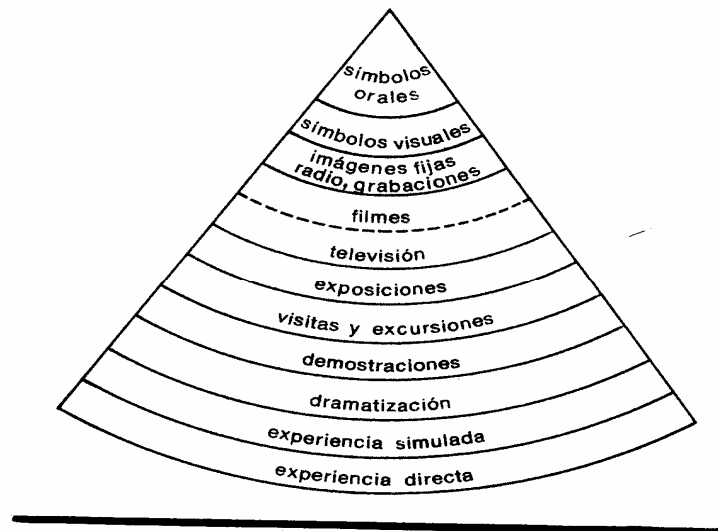 símbolos
orales
símbolos visuales
imágenes fijas
radio, grabaciones
filmes
televisión
exposiciones
visitas y excursiones
demostraciones
dramatización
experiencia simulada
experiencia directa